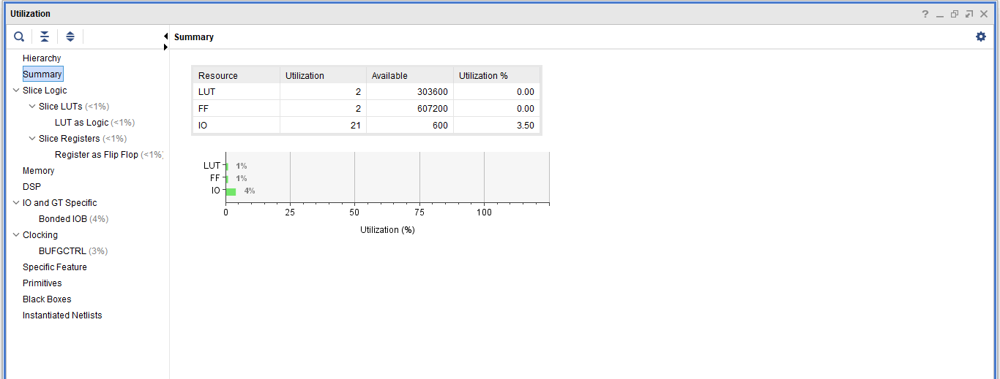 Utilization
?
Summary
Hierarchy
Summary
Slice Logic
Slice LUTs (<1%)
LUT as Logic (<1%)
Slice Registers (<1%)
Register as Flip Flop (<1%)
Memory
DSP
IO and GT Specific
Bonded IOB (4%)
Clocking
BUFGCTRL (3%)
Specific Feature
Primitives
Black Boxes
Instantiated Netlists
Resource Utilization Available Utilization %
LUT 2 303600 0.00
FF 2 607200 0.00
IO 21 600 3.50
LUT 1%
FF 1%
IO 4%
0 25 50 75 100
Utilization (%)